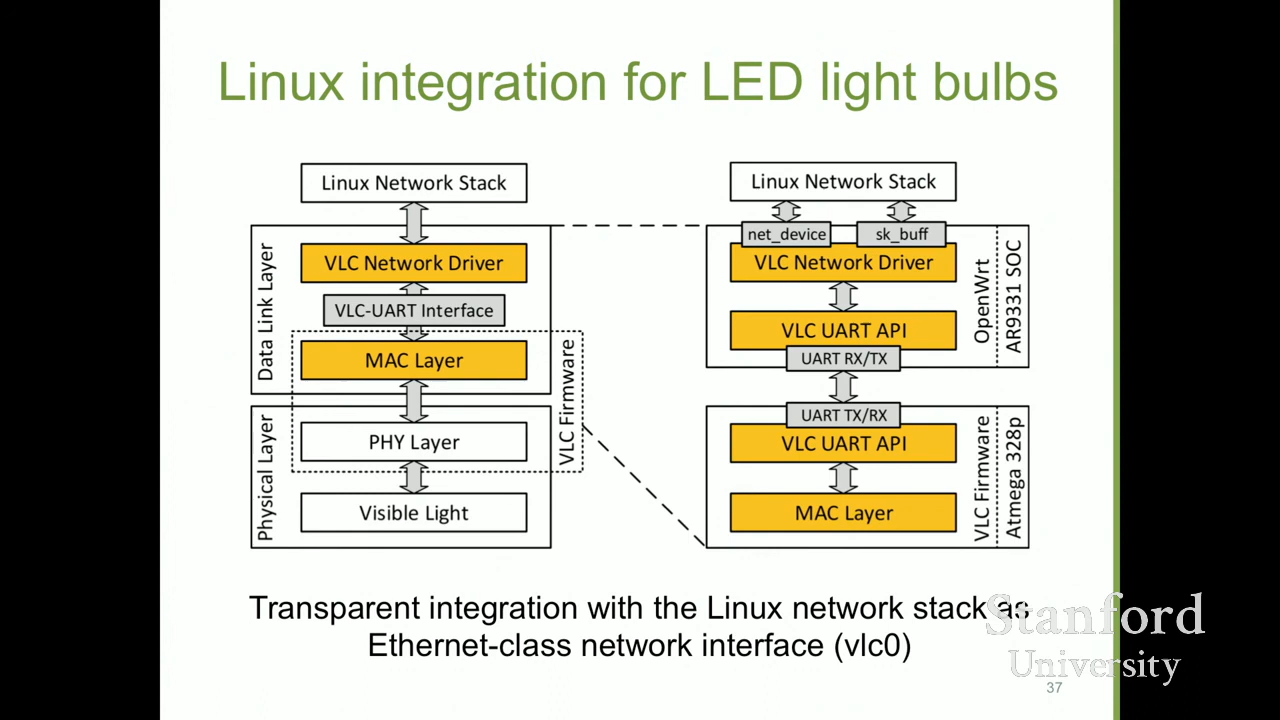 Linux integration for LED light bulbs
Linux Network Stack
Data Link Layer
VLC Network Driver
VLC-UART Interface
MAC Layer
VLC Firmware
Physical Layer
PHY Layer
Visible Light
Linux Network Stack
net_device
sk_buff
VLC Network Driver
VLC UART API
UART RX/TX
OpenWrt
AR9331 SOC
UART TX/RX
VLC UART API
MAC Layer
VLC Firmware
Atmega 328p
Transparent integration with the Linux network stack as
Ethernet-class network interface (vlc0)
Stanford
University
37